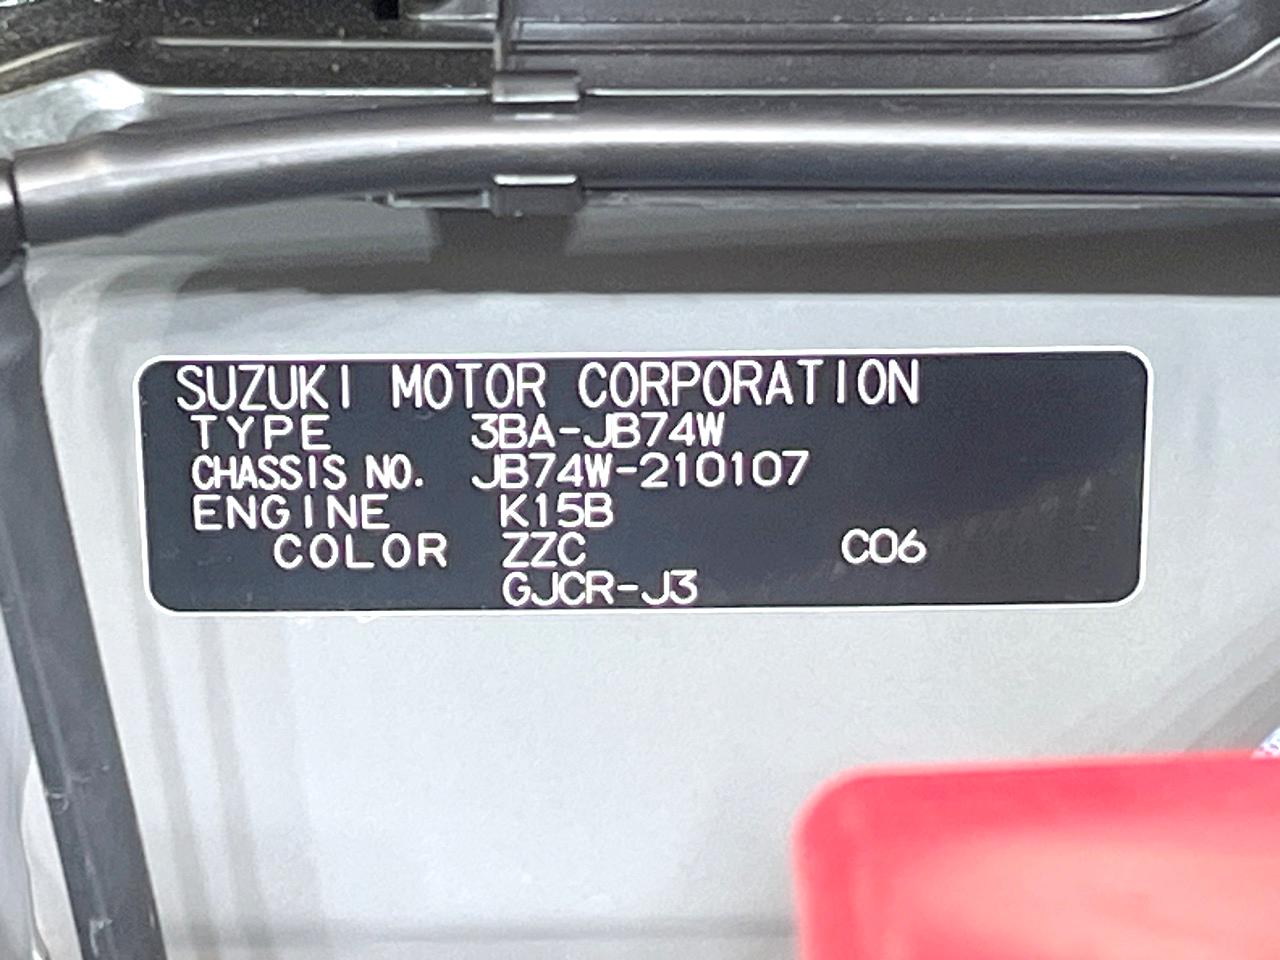 SUZUKI MOTOR CORPORATION
TYPE 3BA-JB74W
CHASSIS NO. JB74W-210107
ENGINE K15B
COLOR ZZC C06
GJCR-J3